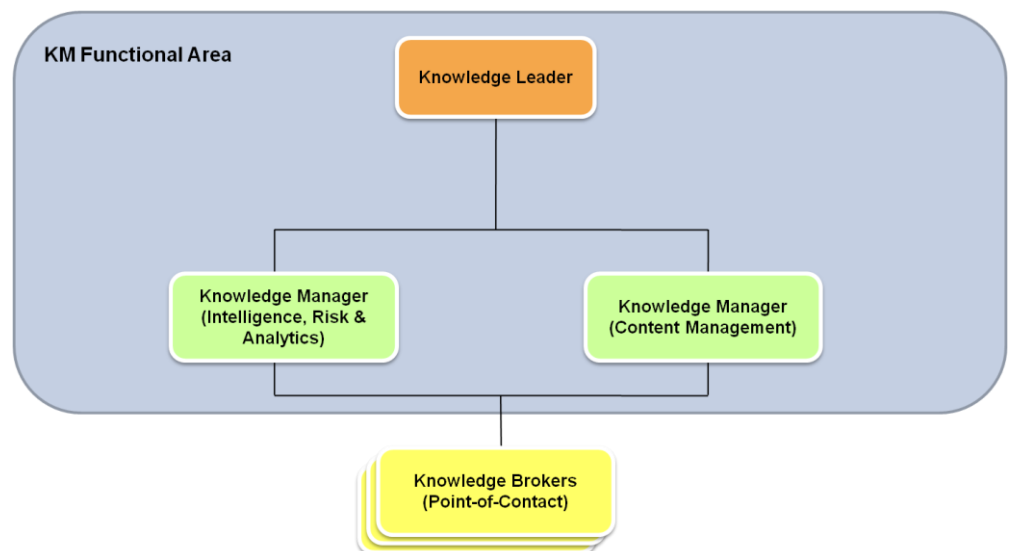 KM Functional Area
Knowledge Leader
Knowledge Manager
(Intelligence, Risk &
Analytics)
Knowledge Manager
(Content Management)
Knowledge Brokers
(Point-of-Contact)